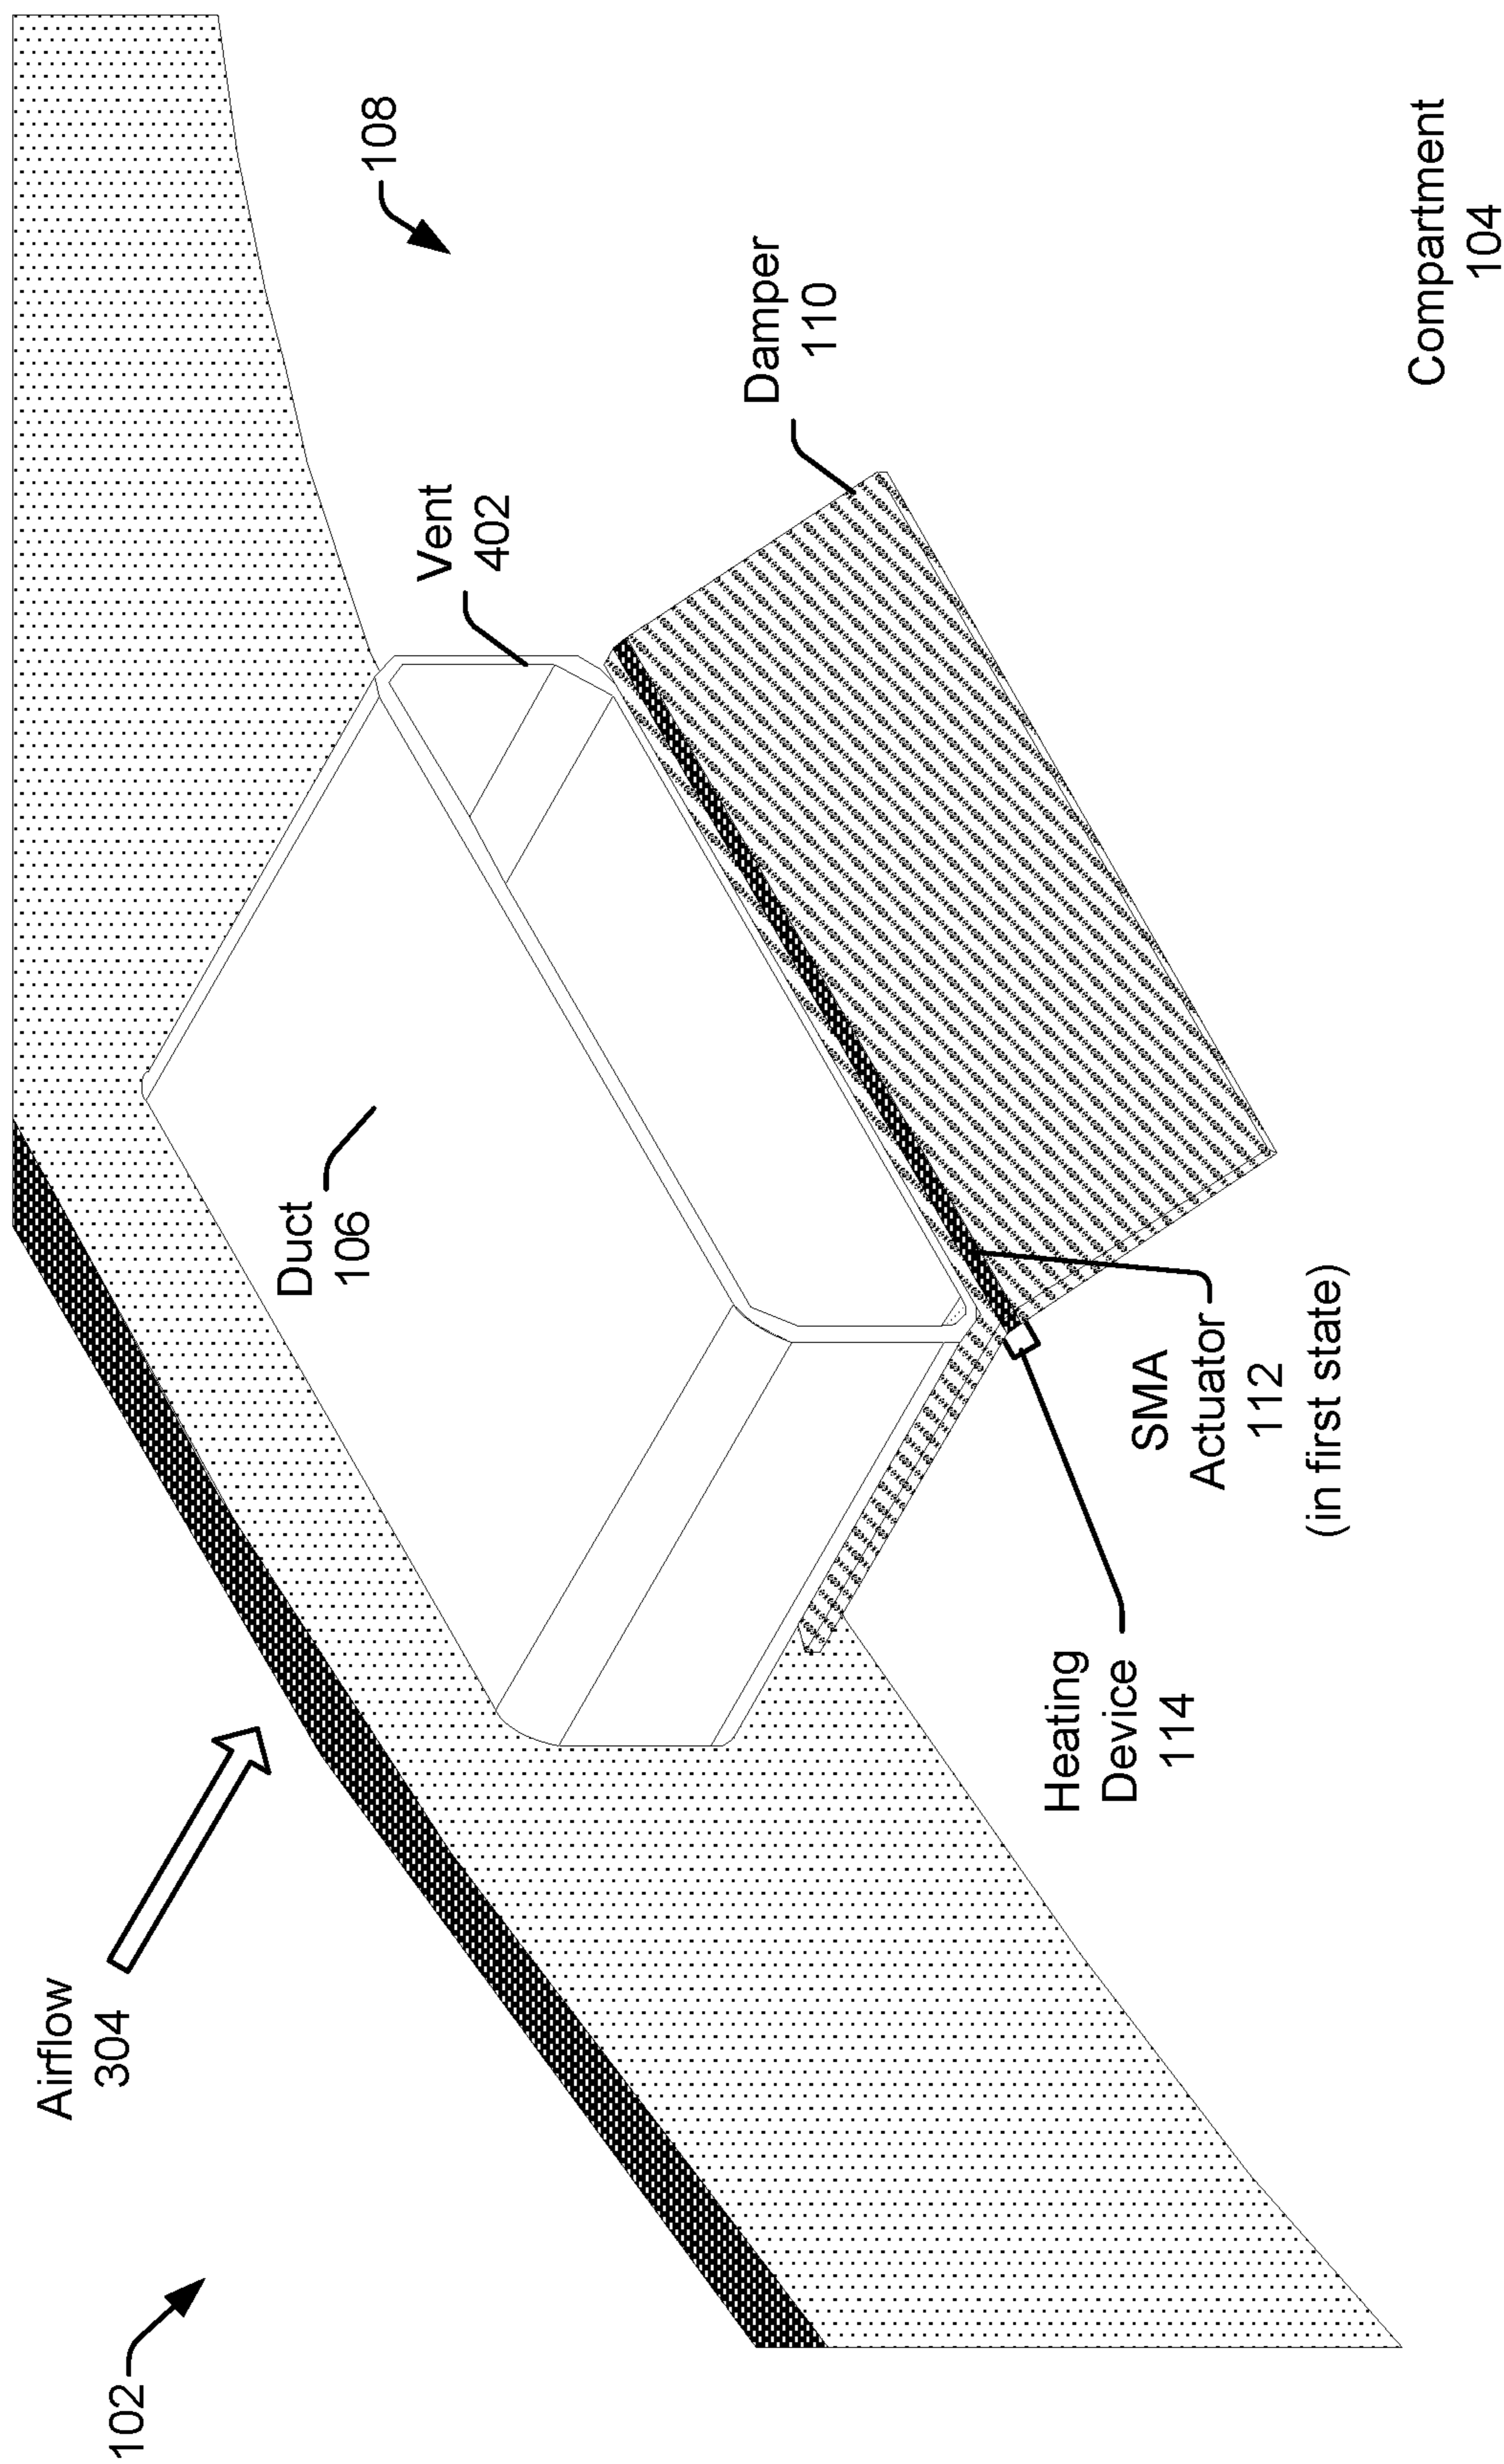 102
Airflow
304
Duct
106
Vent
402
108
Damper
110
Heating
Device
114
SMA
Actuator
112
(in first state)
Compartment
104